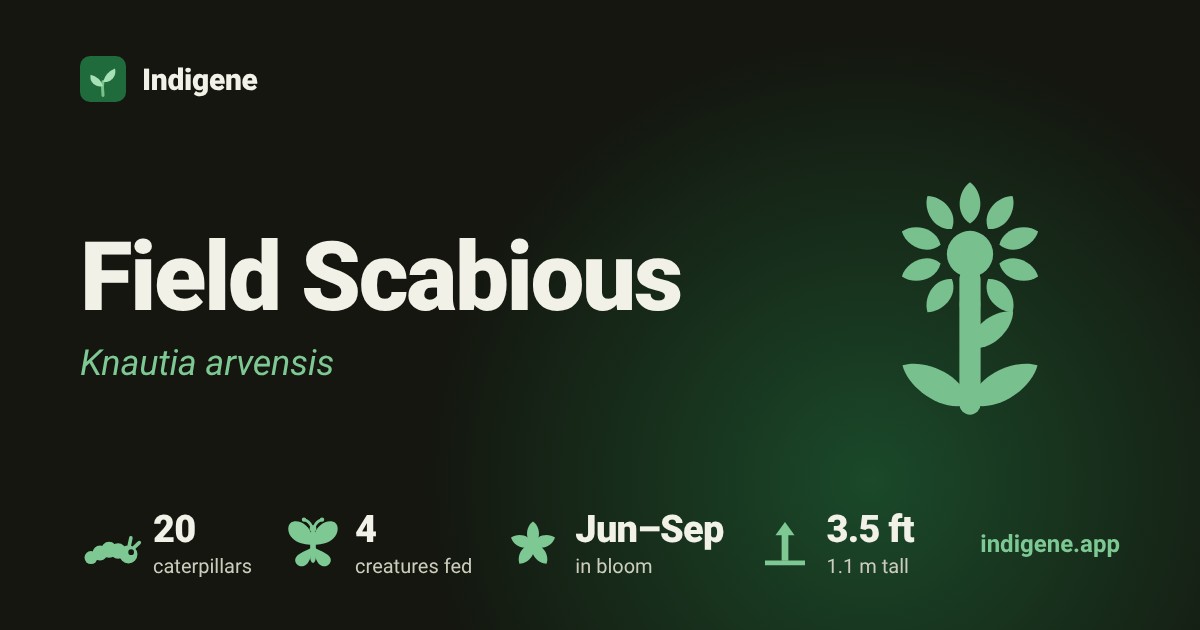 Indigene
Field Scabious
Knautia arvensis
20
caterpillars
4
creatures fed
Jun–Sep
in bloom
3.5 ft
1.1 m tall
indigene.app